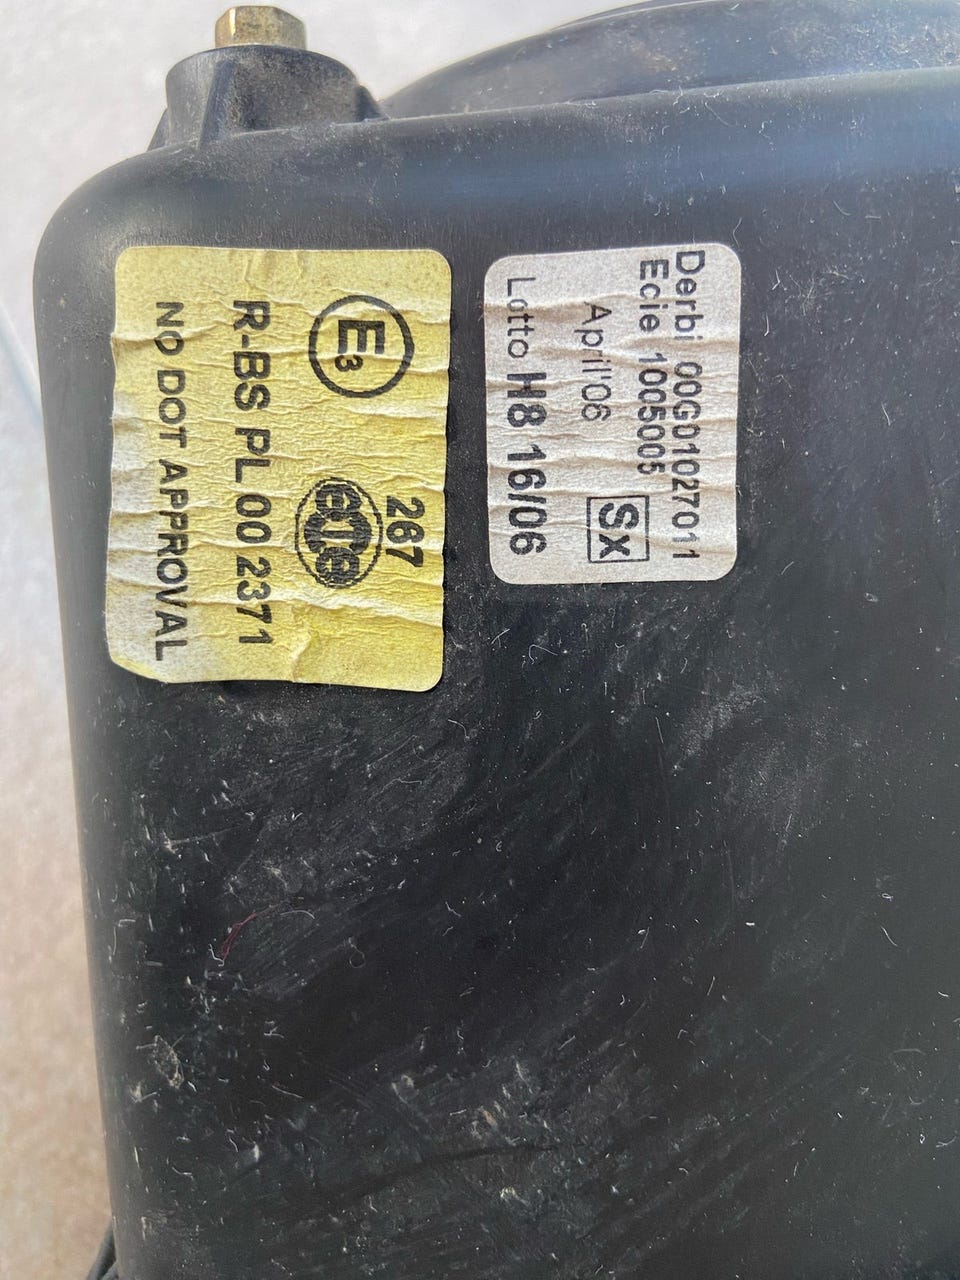 E3
267
R-BS PL 00 2371
NO DOT APPROVAL
Derbi 00G01027011
Ecie 1005005
April'06
Sx
Lotto H8 16/06